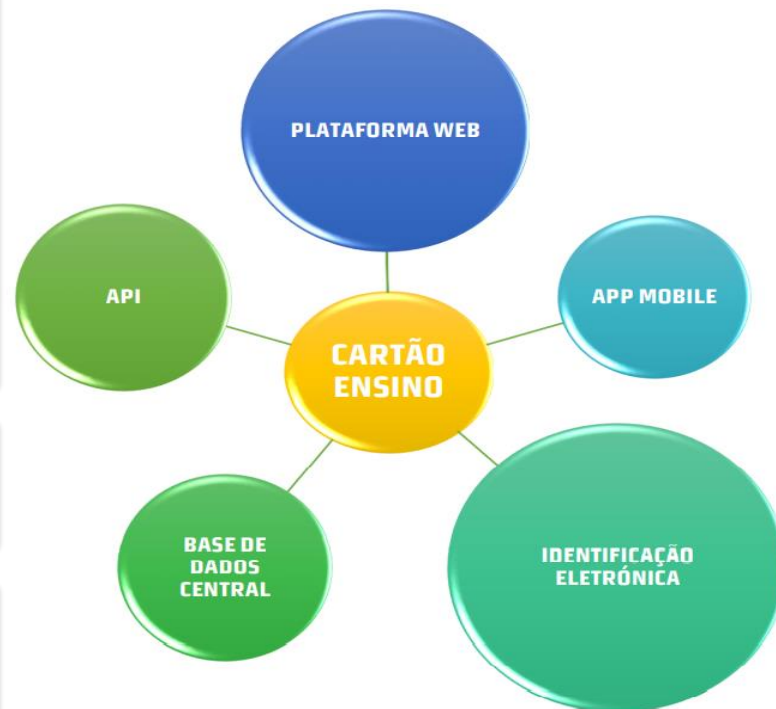 PLATAFORMA WEB
API
APP MOBILE
CARTÃO
ENSINO
BASE DE
DADOS
CENTRAL
IDENTIFICAÇÃO
ELETRÓNICA